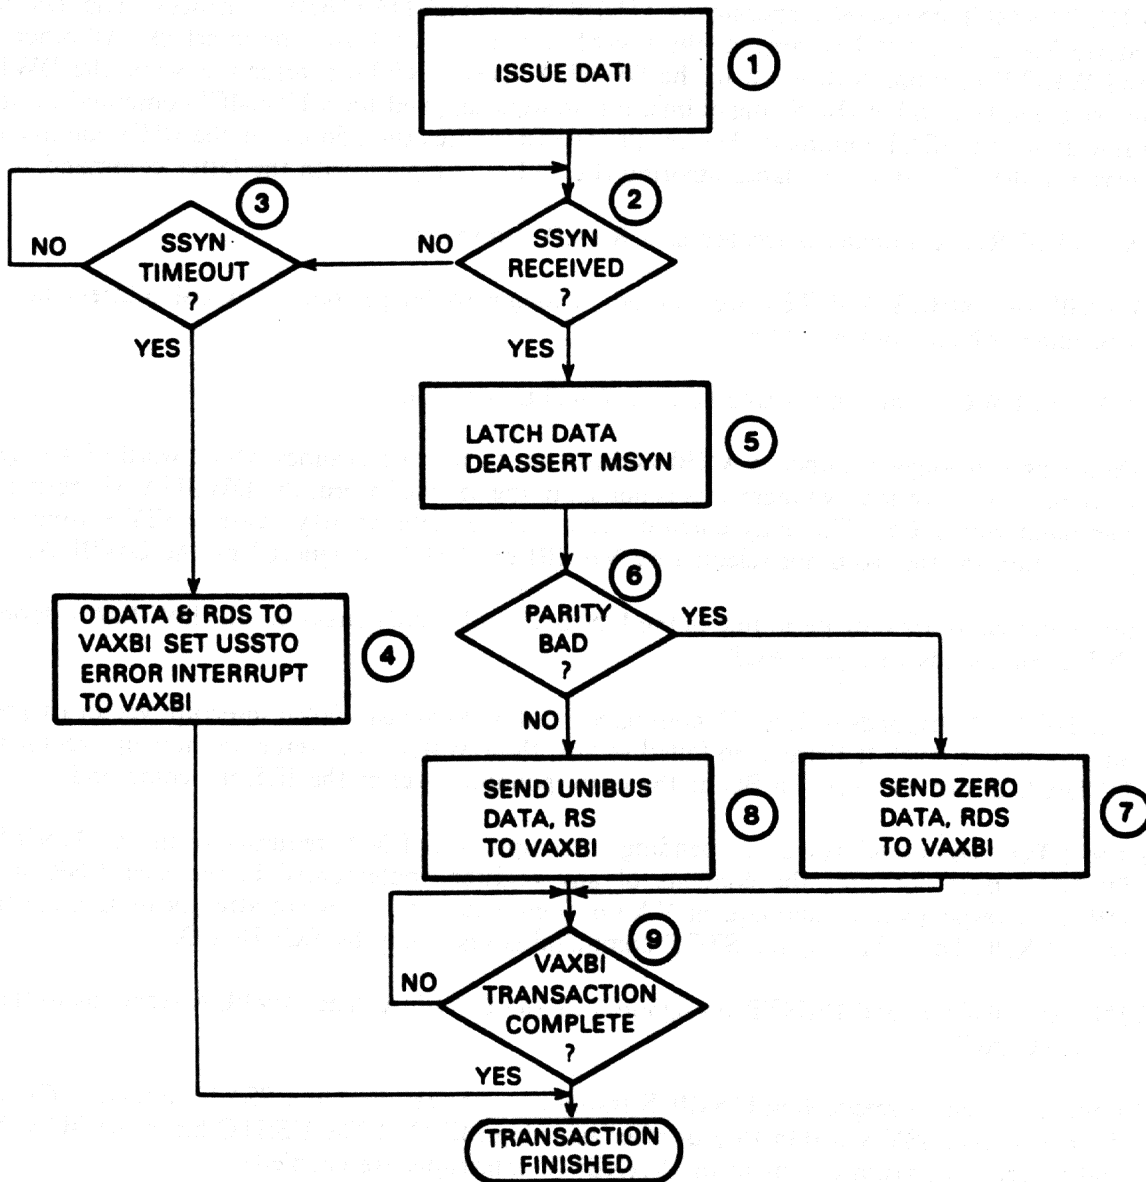 ISSUE DATI
1
2
3
SSYN
RECEIVED
?
NO
YES
SSYN
TIMEOUT
?
NO
YES
LATCH DATA
DEASSERT MSYN
5
0 DATA & RDS TO
VAXBI SET USSTO
ERROR INTERRUPT
TO VAXBI
4
6
PARITY
BAD
?
YES
NO
SEND UNIBUS
DATA, RS
TO VAXBI
8
SEND ZERO
DATA, RDS
TO VAXBI
7
9
VAXBI
TRANSACTION
COMPLETE
?
NO
YES
TRANSACTION
FINISHED